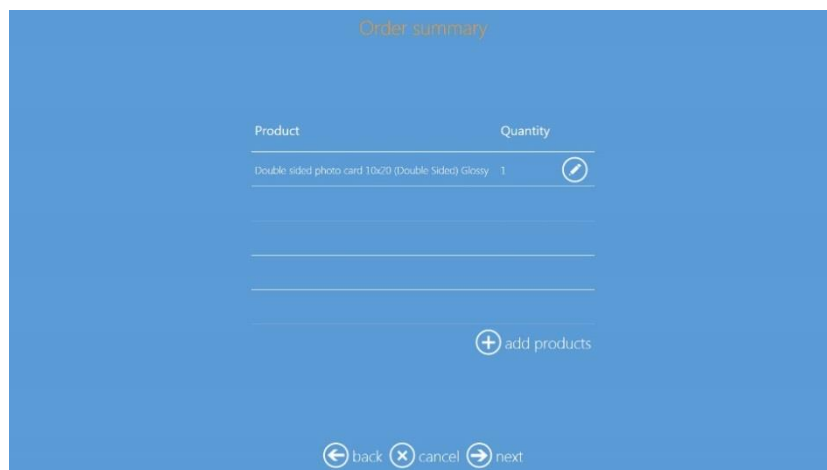 Order summary
Product Quantity
Double sided photo card 10x20 (Double Sided) Glossy 1
add products
back cancel next